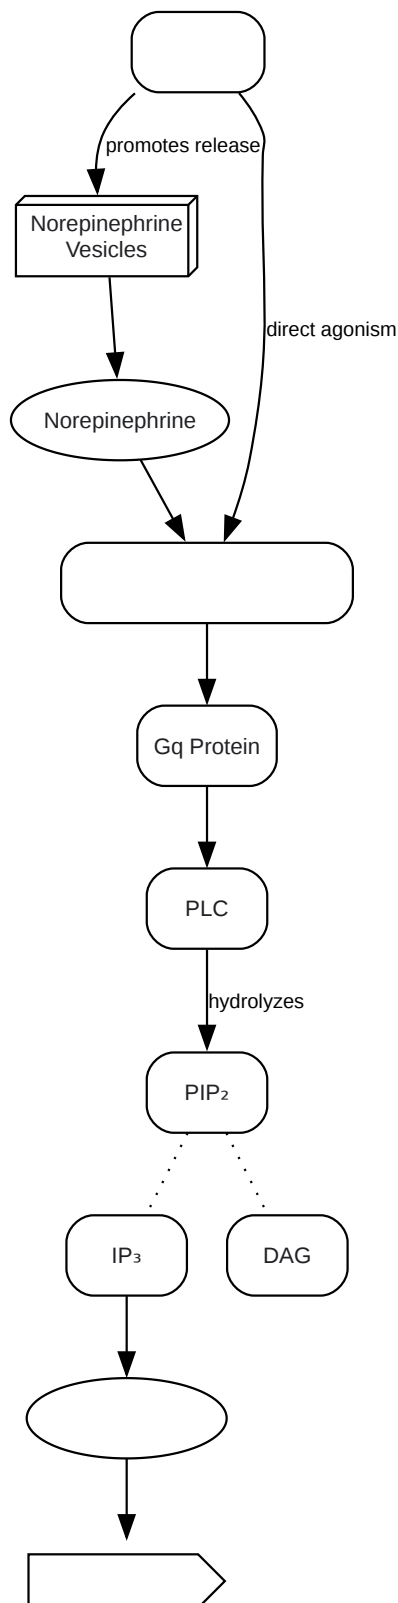 promotes release
Norepinephrine
Vesicles
direct agonism
Norepinephrine
Gq Protein
PLC
hydrolyzes
PIP₂
IP₃
DAG